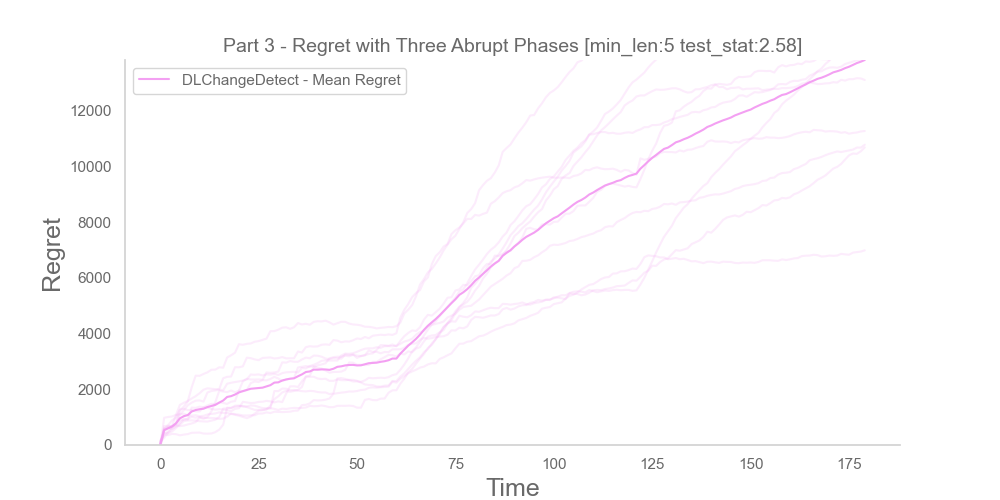 Part 3 - Regret with Three Abrupt Phases [min_len:5 test_stat:2.58]
DLChangeDetect - Mean Regret
Regret
12000
10000
8000
6000
4000
2000
0
0 25 50 75 100 125 150 175
Time